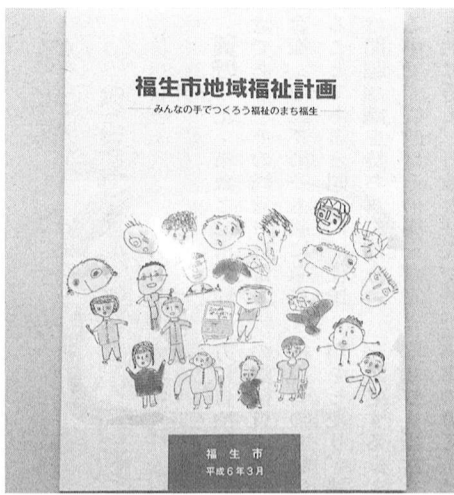 福生市地域福祉計画
みんなの手でつくろう福祉のまち福生
福生市
平成6年3月